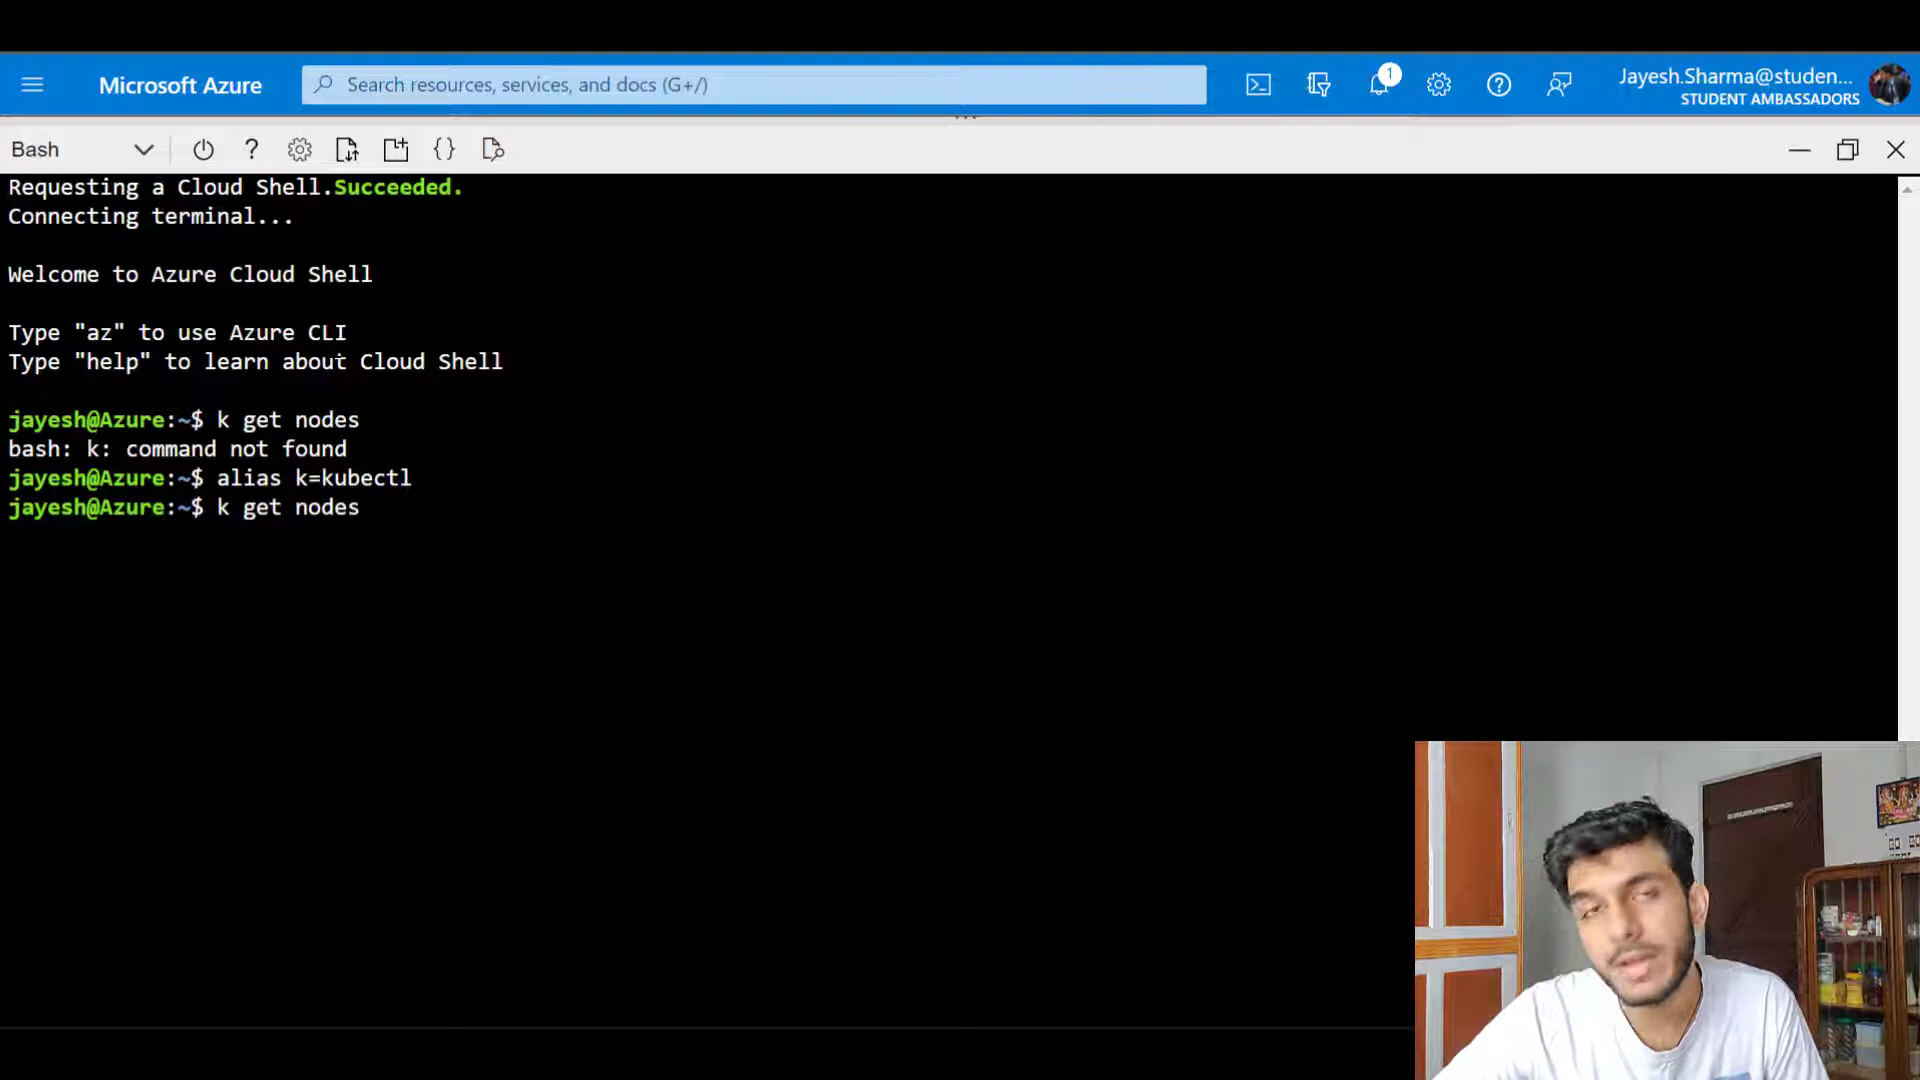 Microsoft Azure
Search resources, services, and docs (G+/)
1
Jayesh.Sharma@studen...
STUDENT AMBASSADORS
Bash
Requesting a Cloud Shell.Succeeded.
Connecting terminal...
Welcome to Azure Cloud Shell
Type "az" to use Azure CLI
Type "help" to learn about Cloud Shell
jayesh@Azure:~$ k get nodes
bash: k: command not found
jayesh@Azure:~$ alias k=kubectl
jayesh@Azure:~$ k get nodes